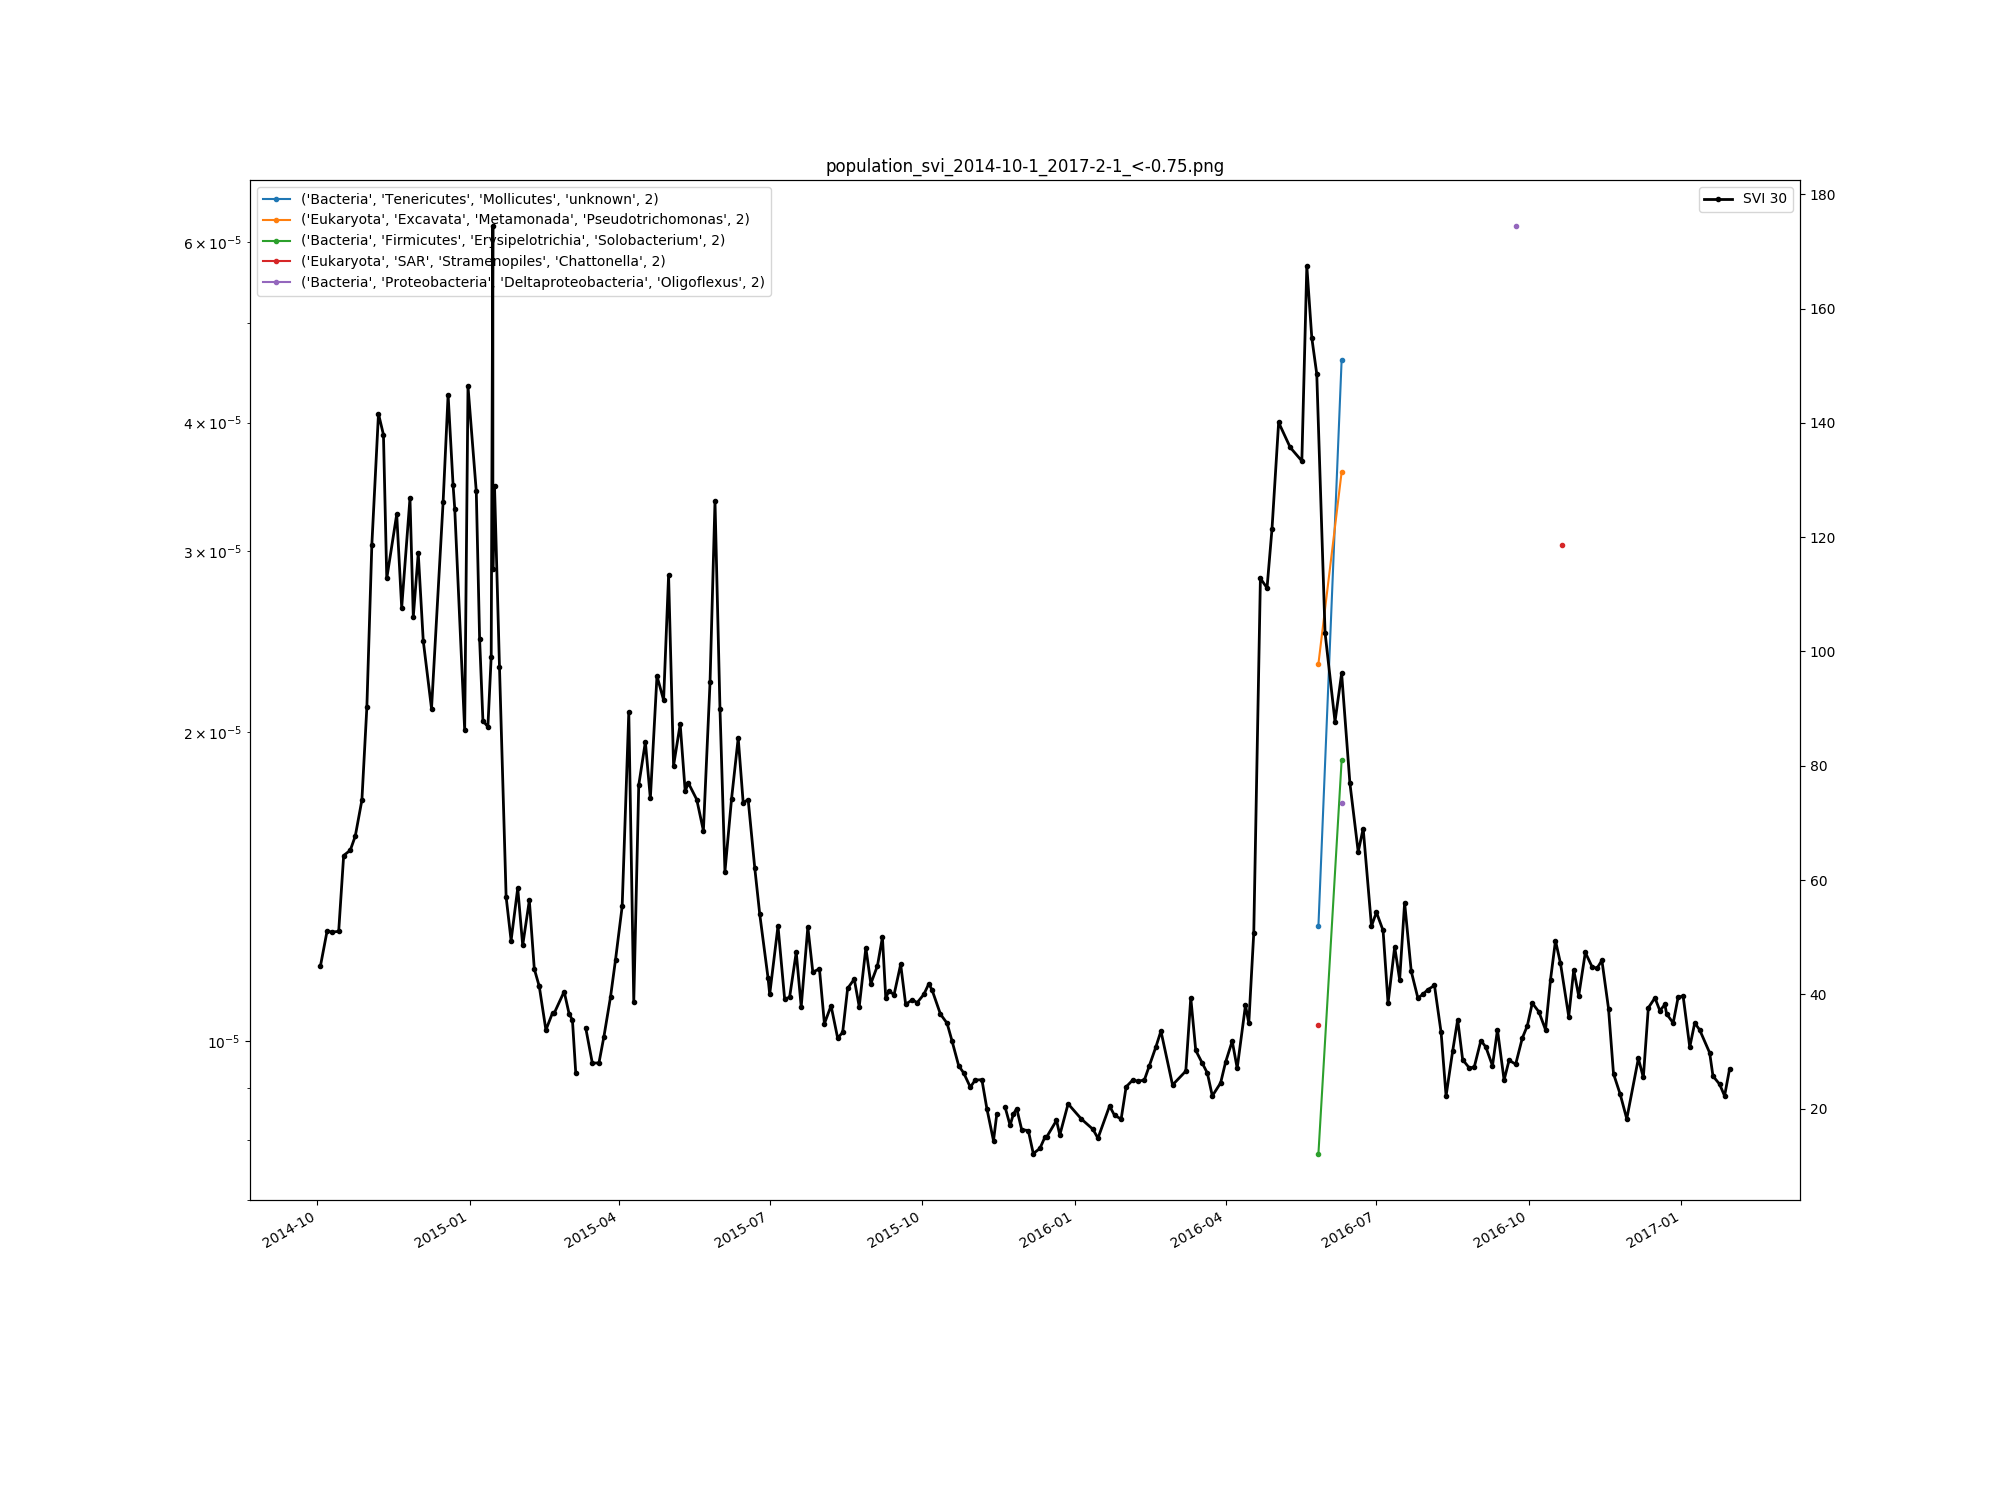 population_svi_2014-10-1_2017-2-1_<-0.75.png
('Bacteria', 'Tenericutes', 'Mollicutes', 'unknown', 2)
('Eukaryota', 'Excavata', 'Metamonada', 'Pseudotrichomonas', 2)
('Bacteria', 'Firmicutes', 'Erysipelotrichia', 'Solobacterium', 2)
('Eukaryota', 'SAR', 'Stramenopiles', 'Chattonella', 2)
('Bacteria', 'Proteobacteria', 'Deltaproteobacteria', 'Oligoflexus', 2)
SVI 30
6 × 10⁻⁵
4 × 10⁻⁵
3 × 10⁻⁵
2 × 10⁻⁵
10⁻⁵
180
160
140
120
100
80
60
40
20
2014-10
2015-01
2015-04
2015-07
2015-10
2016-01
2016-04
2016-07
2016-10
2017-01